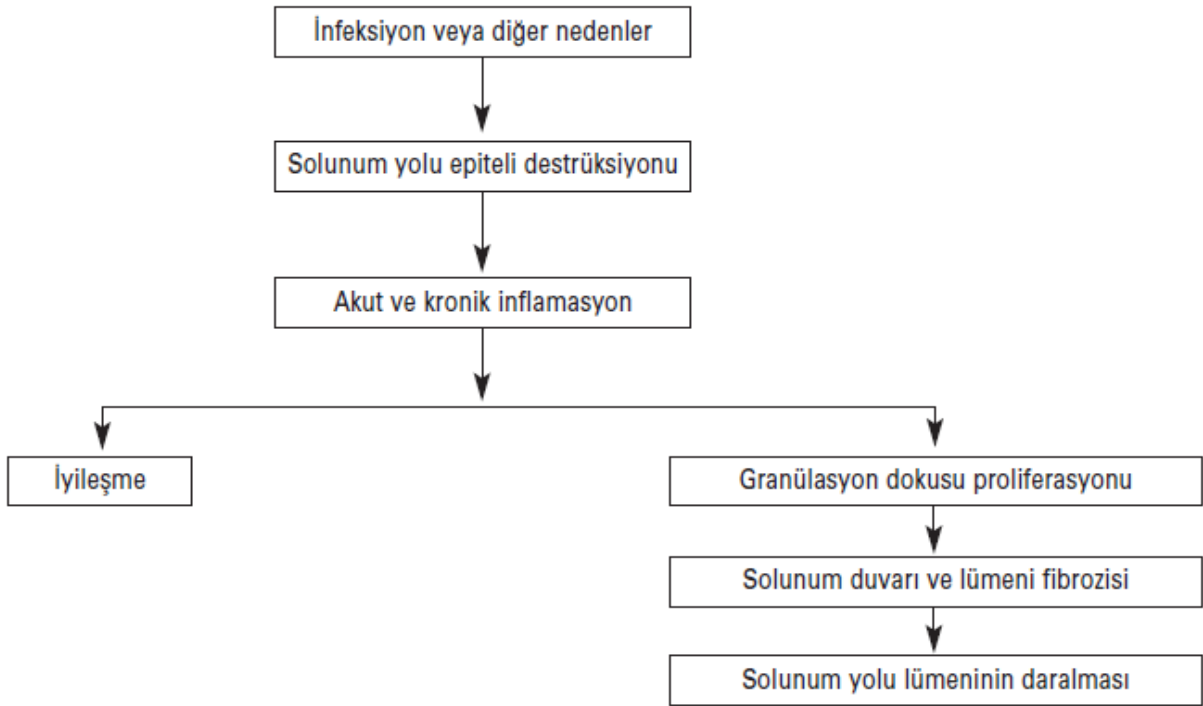 İnfeksiyon veya diğer nedenler
Solunum yolu epiteli destrüksiyonu
Akut ve kronik inflamasyon
İyileşme
Granülasyon dokusu proliferasyonu
Solunum duvarı ve lümeni fibrozisi
Solunum yolu lümeninin daralması